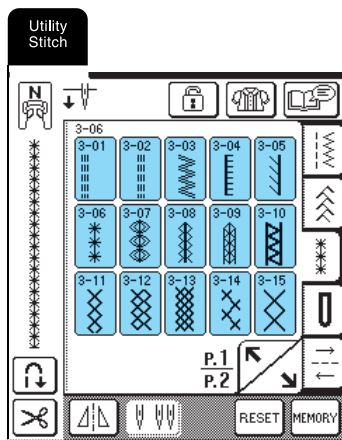 Utility
Stitch
N
3-06
3-01 3-02 3-03 3-04 3-05
3-06 3-07 3-08 3-09 3-10
3-11 3-12 3-13 3-14 3-15
P.1
P.2
RESET MEMORY